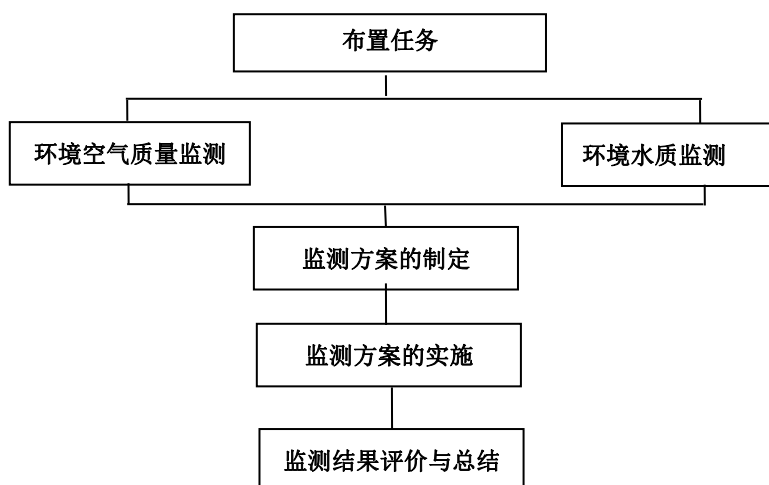 布置任务
环境空气质量监测
环境水质监测
监测方案的制定
监测方案的实施
监测结果评价与总结